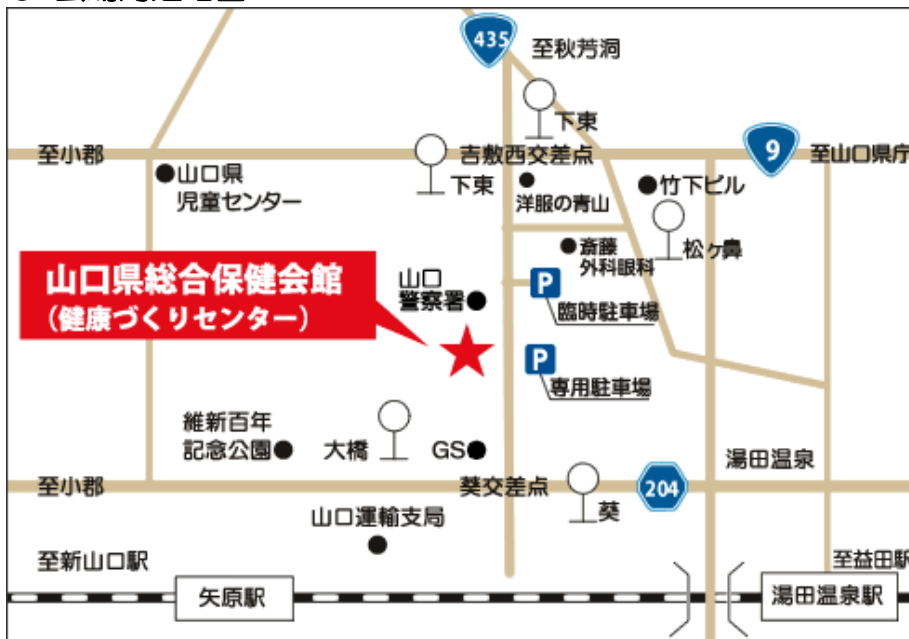 435
至秋芳洞
下東
至小郡
吉敷西交差点
9
至山口県庁
山口県
児童センター
下東
洋服の青山
竹下ビル
松ヶ鼻
斎藤
外科眼科
山口県総合保健会館
(健康づくりセンター)
山口
警察署
P
臨時駐車場
P
専用駐車場
維新百年
記念公園
大橋
GS
湯田温泉
至小郡
葵交差点
葵
204
山口運輸支局
至新山口駅
至益田駅
矢原駅
湯田温泉駅